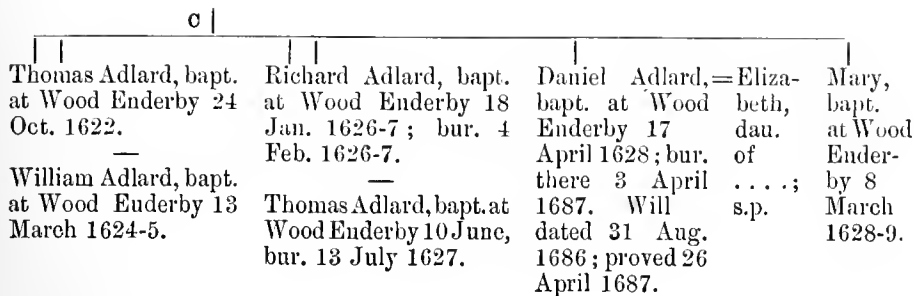 C
Thomas Adlard, bapt.
at Wood Enderby 24
Oct. 1622.
—
William Adlard, bapt.
at Wood Enderby 13
March 1624-5.
Richard Adlard, bapt.
at Wood Enderby 18
Jan. 1626-7 ; bur. 4
Feb. 1626-7.
—
Thomas Adlard, bapt. at
Wood Enderby 10 June,
bur. 13 July 1627.
Daniel Adlard,=
bapt. at Wood
Enderby 17
April 1628 ; bur.
there 3 April
1687. Will
dated 31 Aug.
1686 ; proved 26
April 1687.
Eliza-
beth,
dau.
of
. . . . ;
s.p.
Mary,
bapt.
at Wood
Ender-
by 8
March
1628-9.